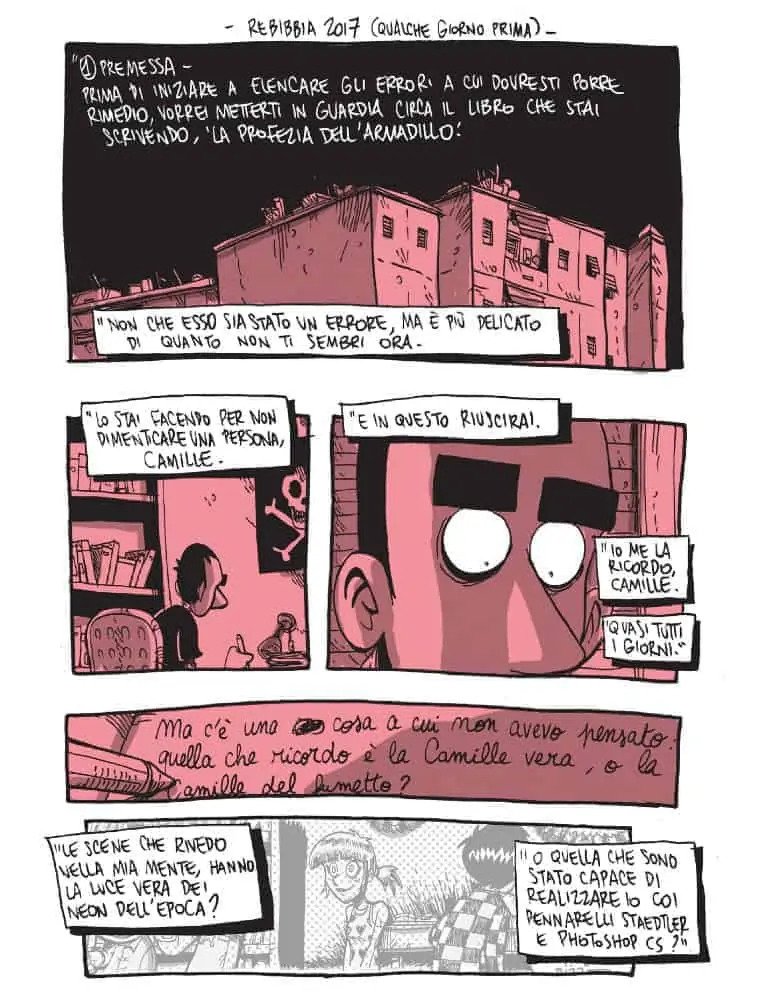 - REBIBBIA 2017 (QUALCHE GIORNO PRIMA) -
"① PREMESSA -
PRIMA DI INIZIARE A ELENCARE GLI ERRORI A CUI DOVRESTI PORRE
RIMEDIO, VORREI METTERTI IN GUARDIA CIRCA IL LIBRO CHE STAI
SCRIVENDO, 'LA PROFEZIA DELL'ARMADILLO'.
"NON CHE ESSO SIA STATO UN ERRORE, MA È PIÙ DELICATO
DI QUANTO NON TI SEMBRI ORA.
"LO STAI FACENDO PER NON
DIMENTICARE UNA PERSONA,
CAMILLE.
"E IN QUESTO RIUSCIRAI.
"IO ME LA
RICORDO,
CAMILLE.
"QUASI TUTTI
I GIORNI."
Ma c'è una cosa a cui non avevo pensato:
quella che ricordo è la Camille vera, o la
Camille del fumetto?
"LE SCENE CHE RIVEDO
NELLA MIA MENTE, HANNO
LA LUCE VERA DEI
NEON DELL'EPOCA?
"O QUELLA CHE SONO
STATO CAPACE DI
REALIZZARE IO COI
PENNARELLI STAEDTLER
E PHOTOSHOP CS?"